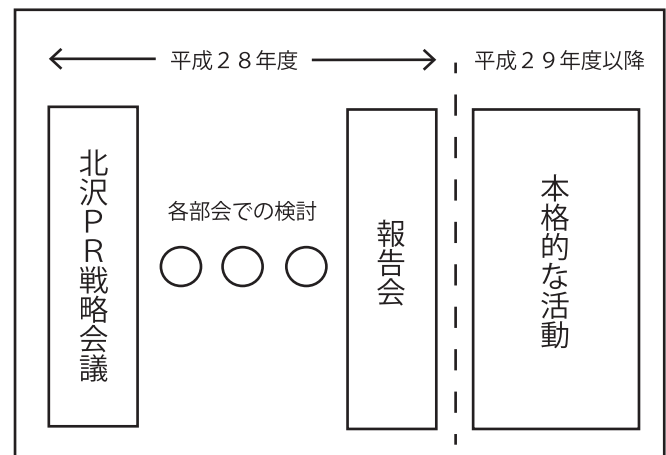 平成２８年度
平成２９年度以降
北沢ＰＲ戦略会議
各部会での検討
報告会
本格的な活動